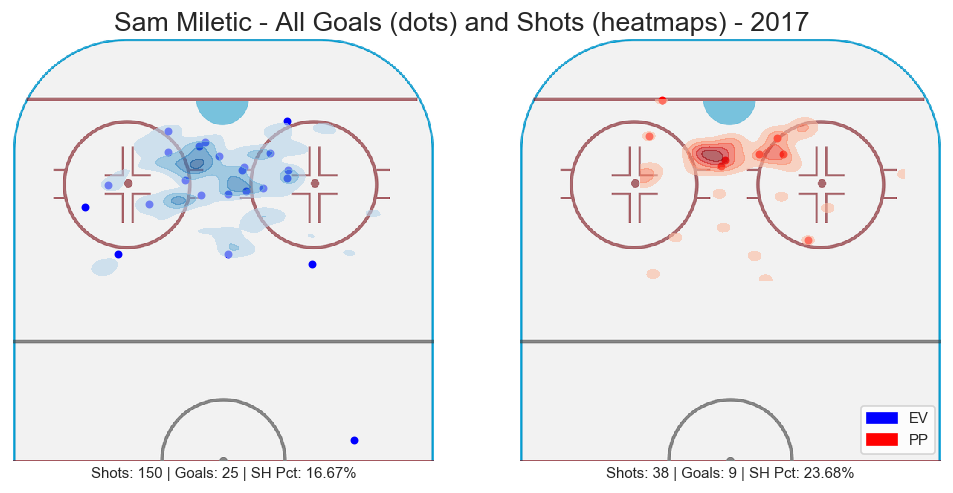 Sam Miletic - All Goals (dots) and Shots (heatmaps) - 2017
EV
PP
Shots: 150 | Goals: 25 | SH Pct: 16.67%
Shots: 38 | Goals: 9 | SH Pct: 23.68%